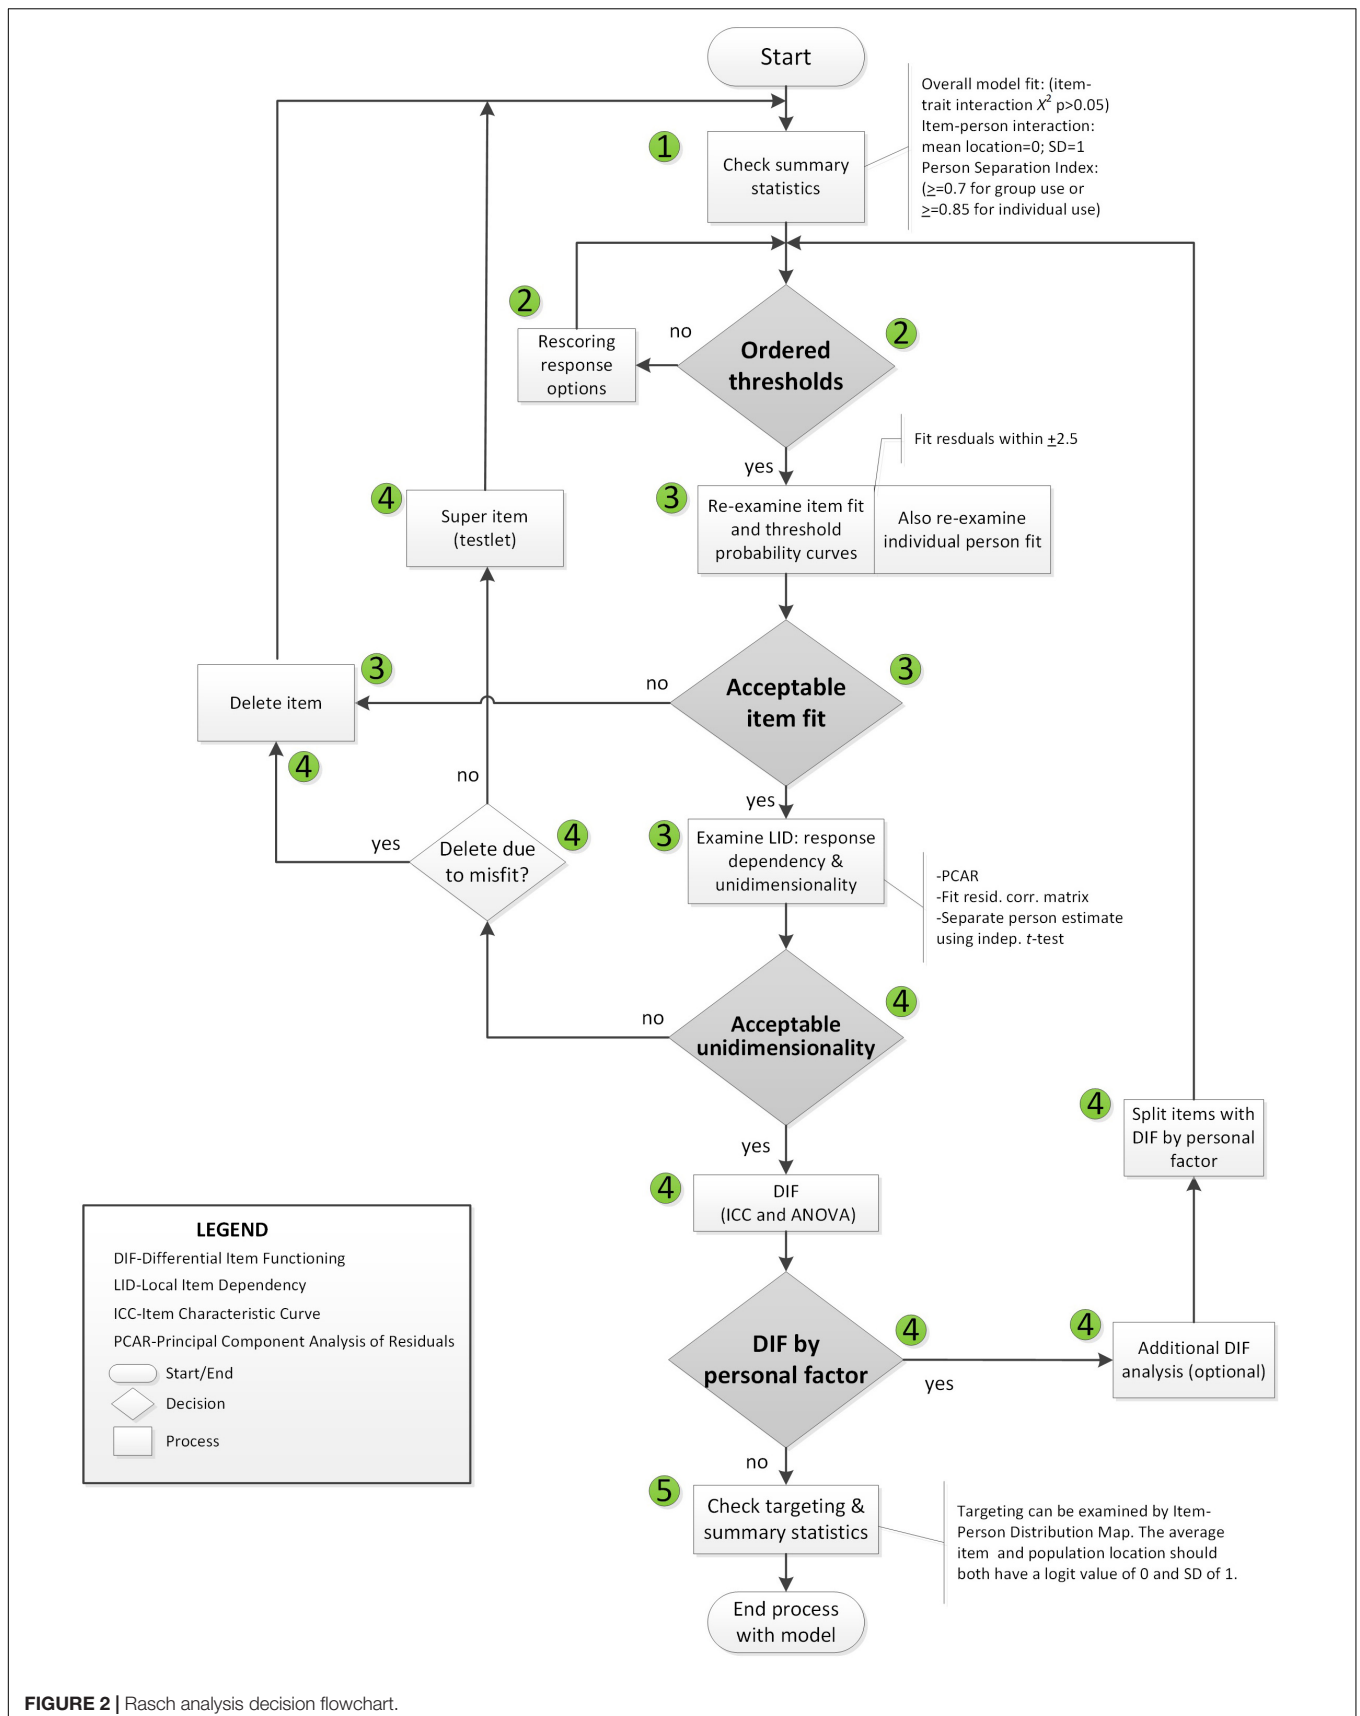 Start
Overall model fit: (item-
trait interaction X² p>0.05)
Item-person interaction:
mean location=0; SD=1
Person Separation Index:
(≥=0.7 for group use or
≥=0.85 for individual use)
1
Check summary
statistics
2
Rescoring
response
options
no
2
Ordered
thresholds
yes
Fit resduals within ±2.5
3
Re-examine item fit
and threshold
probability curves
Also re-examine
individual person fit
4
Super item
(testlet)
3
Delete item
4
no
3
Acceptable
item fit
yes
no
yes
4
Delete due
to misfit?
3
Examine LID: response
dependency &
unidimensionality
-PCAR
-Fit resid. corr. matrix
-Separate person estimate
using indep. t-test
no
4
Acceptable
unidimensionality
yes
4
Split items with
DIF by personal
factor
4
DIF
(ICC and ANOVA)
4
DIF by
personal factor
yes
4
Additional DIF
analysis (optional)
no
5
Check targeting &
summary statistics
Targeting can be examined by Item-
Person Distribution Map. The average
item and population location should
both have a logit value of 0 and SD of 1.
End process
with model
LEGEND
DIF-Differential Item Functioning
LID-Local Item Dependency
ICC-Item Characteristic Curve
PCAR-Principal Component Analysis of Residuals
Start/End
Decision
Process
FIGURE 2 | Rasch analysis decision flowchart.